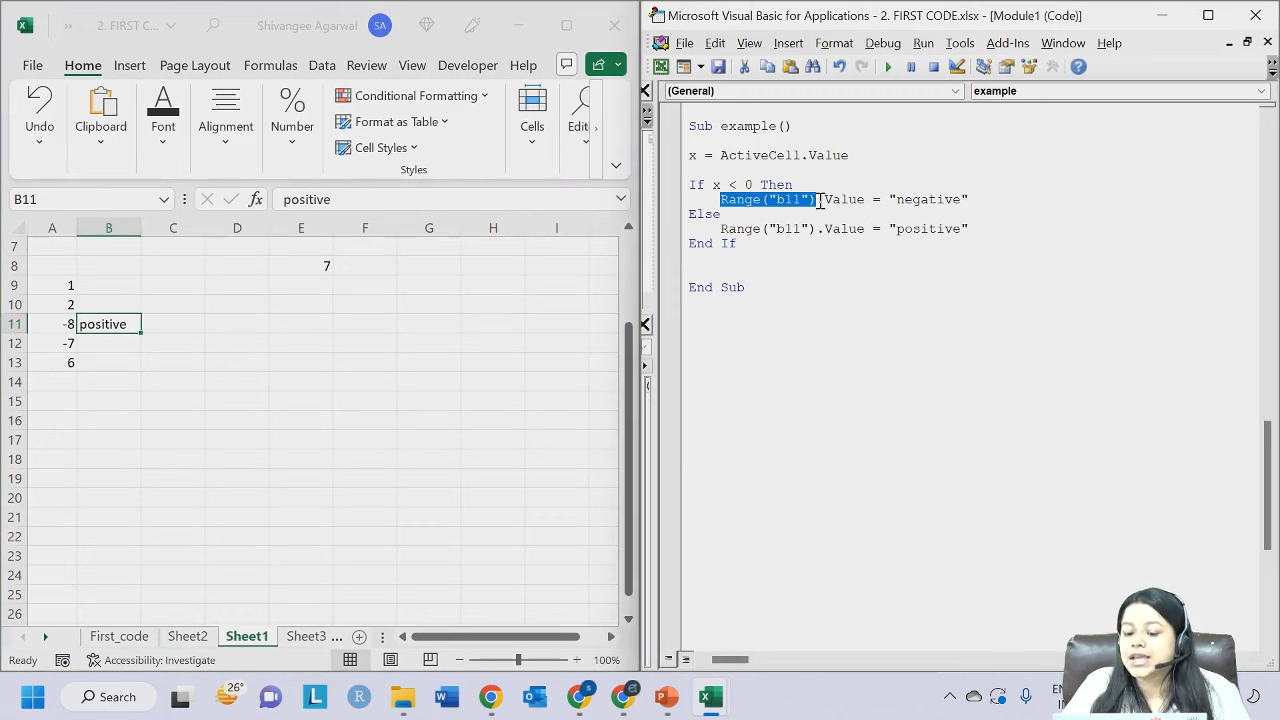 2. FIRST C... Shivangee Agarwal SA
File Home Insert Page Layout Formulas Data Review View Developer Help
Undo Clipboard Font Alignment Number
Conditional Formatting
Format as Table
Cell Styles
Cells
Undo Styles
B11 fx positive
A B C D E F G H I
7
8 7
9 1
10 2
11 -8 positive
12 -7
13 6
14
15
16
17
18
19
20
21
22
23
24
25
26
First_code Sheet2 Sheet1 Sheet3 ...
Ready Accessibility: Investigate 100%
Microsoft Visual Basic for Applications - 2. FIRST CODE.xlsx - [Module1 (Code)]
File Edit View Insert Format Debug Run Tools Add-Ins Window Help
(General) example
Sub example()
x = ActiveCell.Value
If x < 0 Then
Range("b11").Value = "negative"
Else
Range("b11").Value = "positive"
End If
End Sub
Search 26°